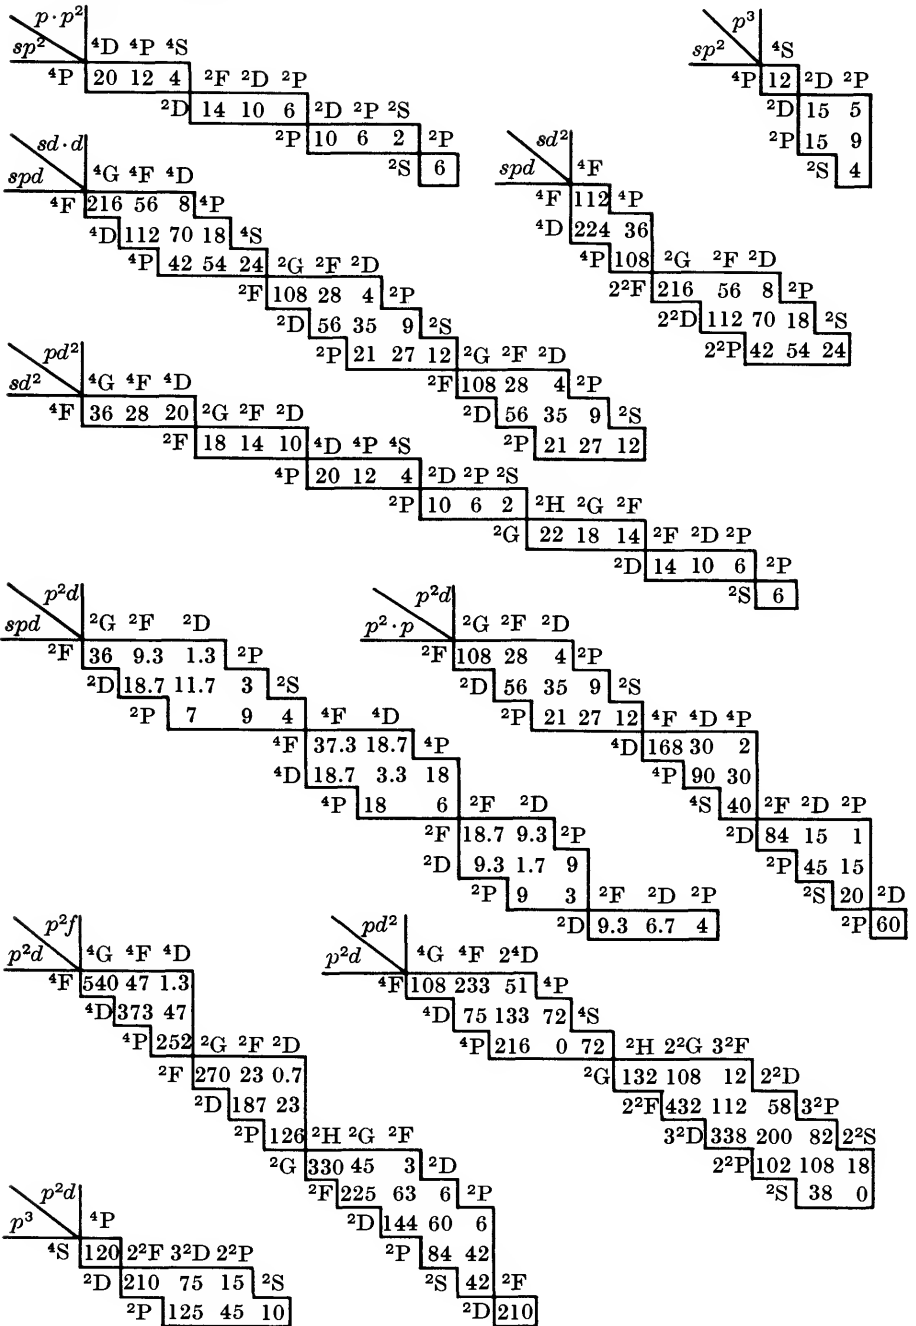 p·p² p³
sp² ⁴D ⁴P ⁴S sp² ⁴S
⁴P 20 12 4 ²F ²D ²P ⁴P 12 ²D ²P
²D 14 10 6 ²D ²P ²S ²D 15 5
²P 10 6 2 ²P ²P 15 9
²S 6 ²S 4
sd·d
spd ⁴G ⁴F ⁴D
⁴F 216 56 8 ⁴P
⁴D 112 70 18 ⁴S
⁴P 42 54 24 ²G ²F ²D
²F 108 28 4 ²P
²D 56 35 9 ²S
²P 21 27 12 ²G ²F ²D
²F 108 28 4 ²P
²D 56 35 9 ²S
²P 21 27 12
sd²
spd ⁴F
⁴F 112 ⁴P
⁴D 224 36
⁴P 108 ²G ²F ²D
2²F 216 56 8 ²P
2²D 112 70 18 ²S
2²P 42 54 24
pd²
sd² ⁴G ⁴F ⁴D
⁴F 36 28 20 ²G ²F ²D
²F 18 14 10 ⁴D ⁴P ⁴S
⁴P 20 12 4 ²D ²P ²S
²P 10 6 2 ²H ²G ²F
²G 22 18 14 ²F ²D ²P
²D 14 10 6 ²P
²S 6
p²d
spd ²G ²F ²D
²F 36 9.3 1.3 ²P
²D 18.7 11.7 3 ²S
²P 7 9 4 ⁴F ⁴D
⁴F 37.3 18.7 ⁴P
⁴D 18.7 3.3 18
⁴P 18 6 ²F ²D
²F 18.7 9.3 ²P
²D 9.3 1.7 9
²P 9 3 ²F ²D ²P
²D 9.3 6.7 4
p²d
p²·p ²G ²F ²D
²F 108 28 4 ²P
²D 56 35 9 ²S
²P 21 27 12 ⁴F ⁴D ⁴P
⁴D 168 30 2
⁴P 90 30
⁴S 40 ²F ²D ²P
²D 84 15 1
²P 45 15
²S 20 ²D
²P 60
p²f
p²d ⁴G ⁴F ⁴D
⁴F 540 47 1.3
⁴D 373 47
⁴P 252 ²G ²F ²D
²F 270 23 0.7
²D 187 23
²P 126 ²H ²G ²F
²G 330 45 3 ²D
²F 225 63 6 ²P
²D 144 60 6
²P 84 42
²S 42 ²F
²D 210
pd²
p²d ⁴G ⁴F 2⁴D
⁴F 108 233 51 ⁴P
⁴D 75 133 72 ⁴S
⁴P 216 0 72 ²H 2²G 3²F
²G 132 108 12 2²D
2²F 432 112 58 3²P
3²D 338 200 82 2²S
2²P 102 108 18
²S 38 0
p²d
p³ ⁴P
⁴S 120 2²F 3²D 2²P
²D 210 75 15 ²S
²P 125 45 10